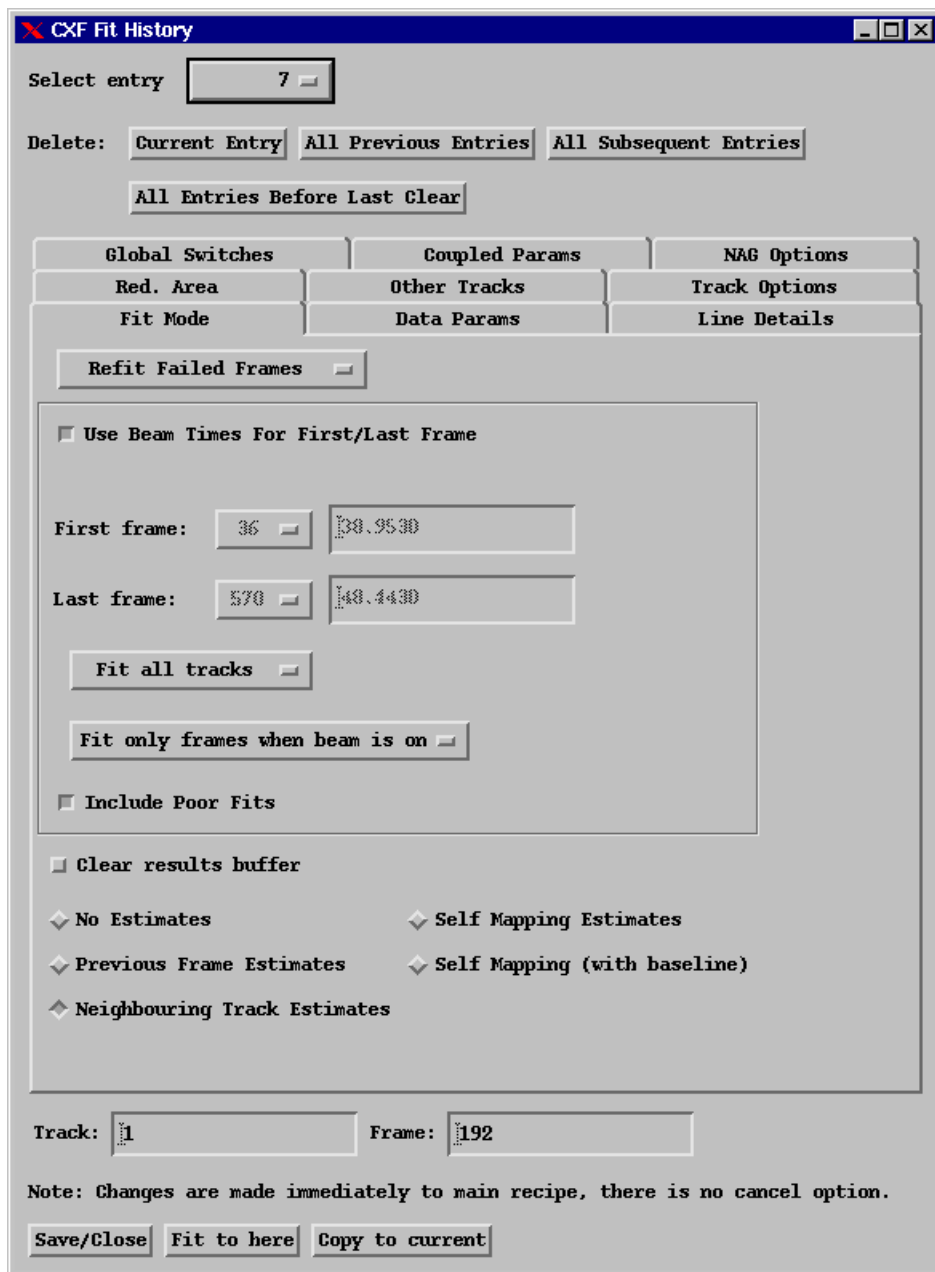 CXF Fit History
Select entry 7
Delete: Current Entry All Previous Entries All Subsequent Entries
All Entries Before Last Clear
Global Switches Coupled Params NAG Options
Red. Area Other Tracks Track Options
Fit Mode Data Params Line Details
Refit Failed Frames
Use Beam Times For First/Last Frame
First frame: 36 38.9530
Last frame: 570 48.4430
Fit all tracks
Fit only frames when beam is on
Include Poor Fits
Clear results buffer
No Estimates Self Mapping Estimates
Previous Frame Estimates Self Mapping (with baseline)
Neighbouring Track Estimates
Track: 1 Frame: 192
Note: Changes are made immediately to main recipe, there is no cancel option.
Save/Close Fit to here Copy to current